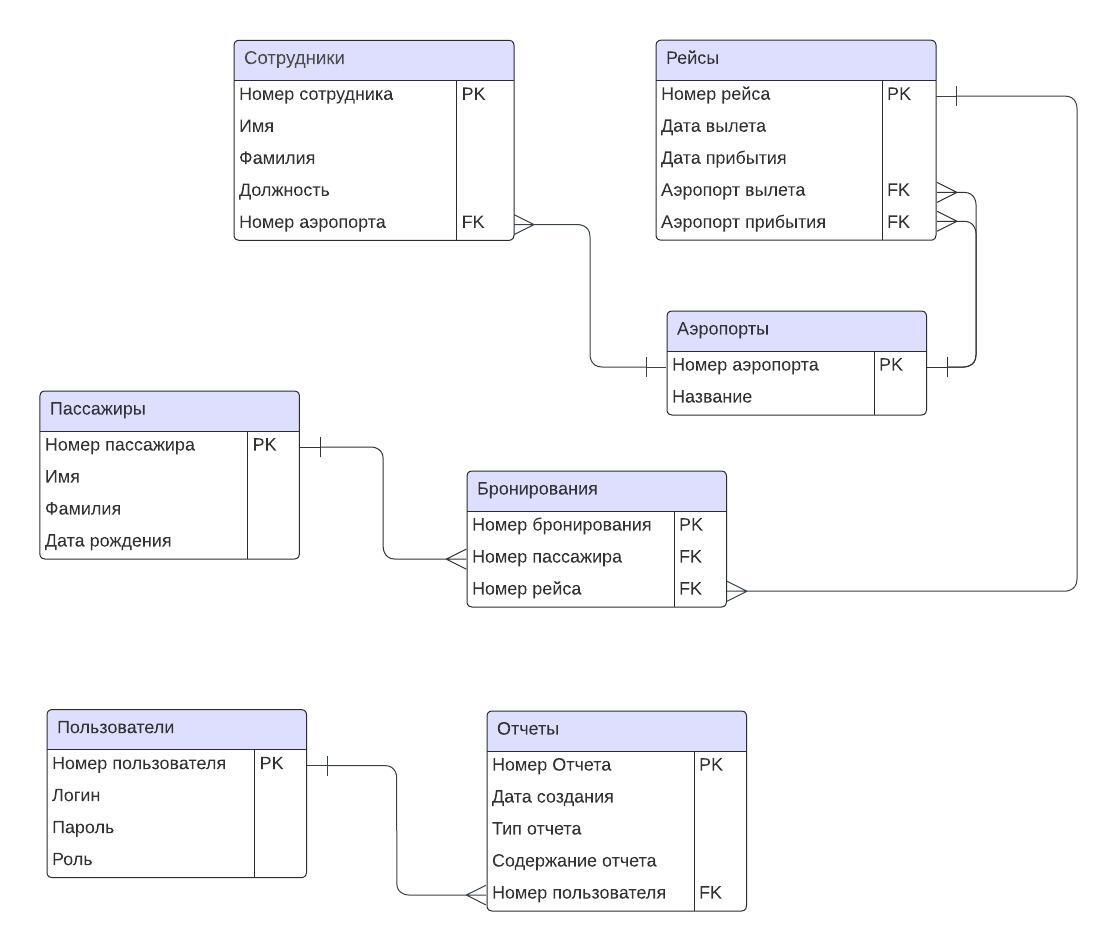 Сотрудники
Номер сотрудника PK
Имя
Фамилия
Должность
Номер аэропорта FK
Рейсы
Номер рейса PK
Дата вылета
Дата прибытия
Аэропорт вылета FK
Аэропорт прибытия FK
Аэропорты
Номер аэропорта PK
Название
Пассажиры
Номер пассажира PK
Имя
Фамилия
Дата рождения
Бронирования
Номер бронирования PK
Номер пассажира FK
Номер рейса FK
Пользователи
Номер пользователя PK
Логин
Пароль
Роль
Отчеты
Номер Отчета PK
Дата создания
Тип отчета
Содержание отчета
Номер пользователя FK